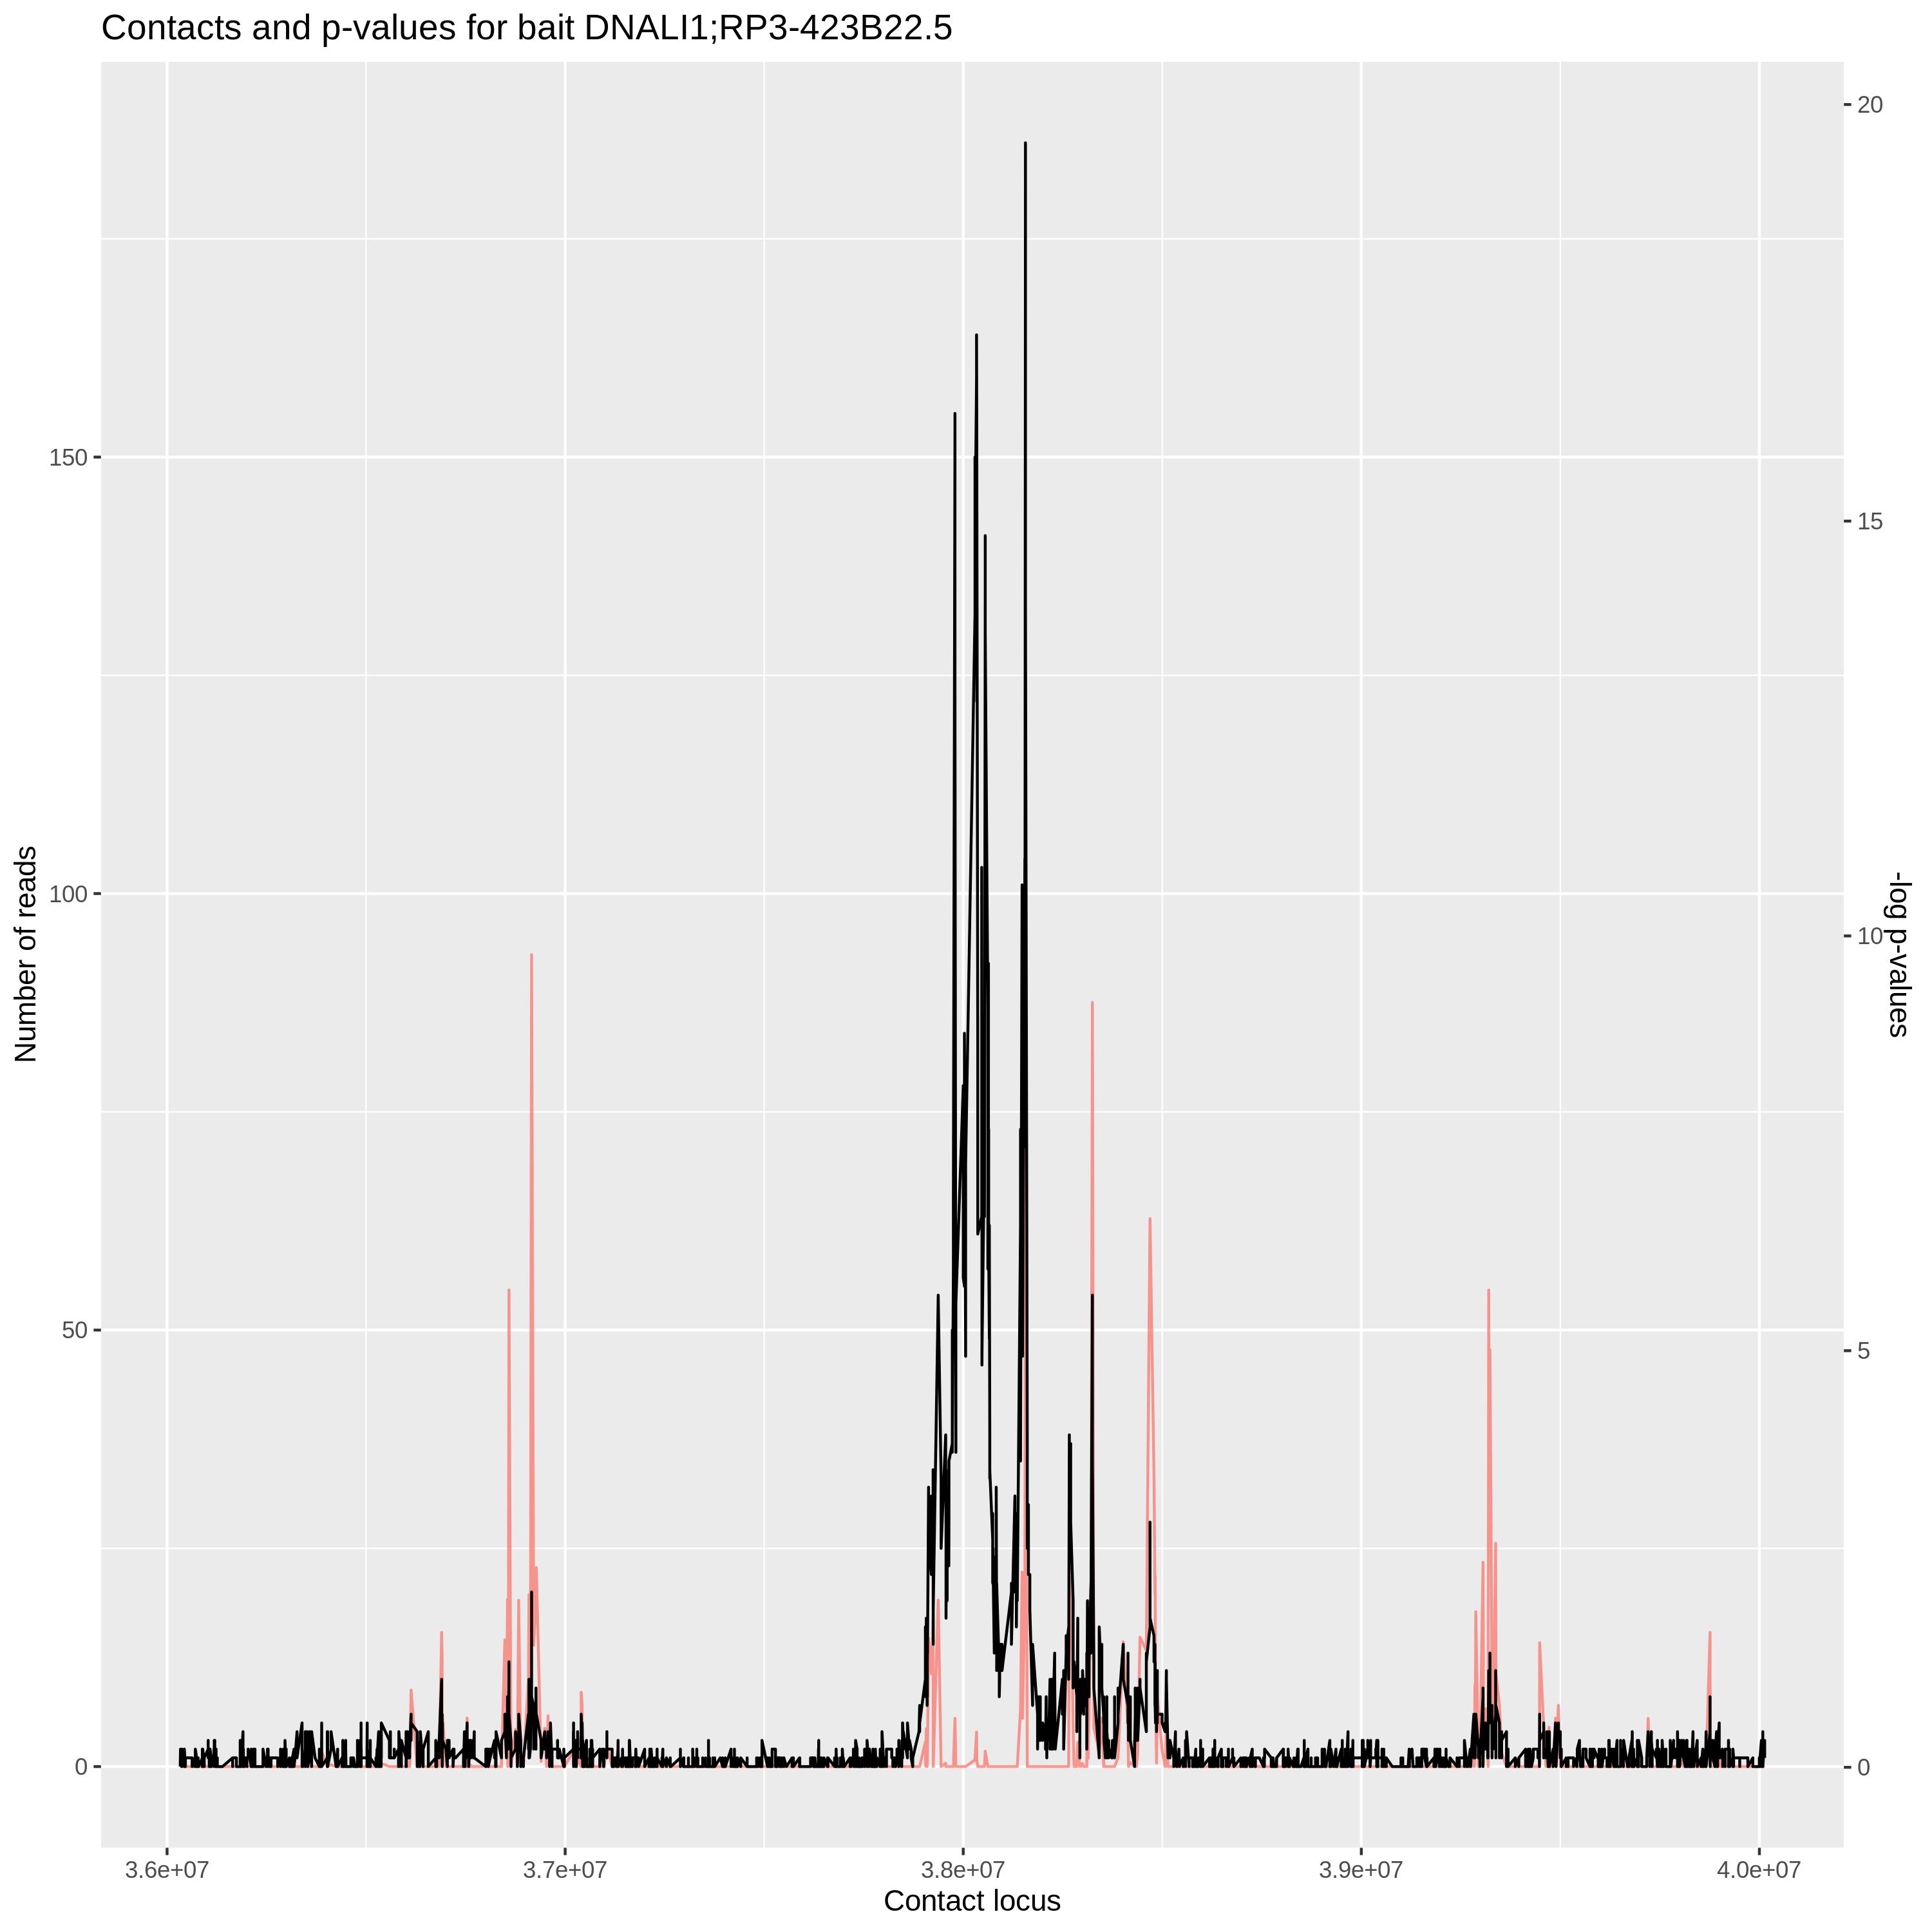 Contacts and p-values for bait DNALI1;RP3-423B22.5
20
150
15
Number of reads
100
10
-log p-values
50
5
0
0
3.6e+07
3.7e+07
3.8e+07
3.9e+07
4.0e+07
Contact locus